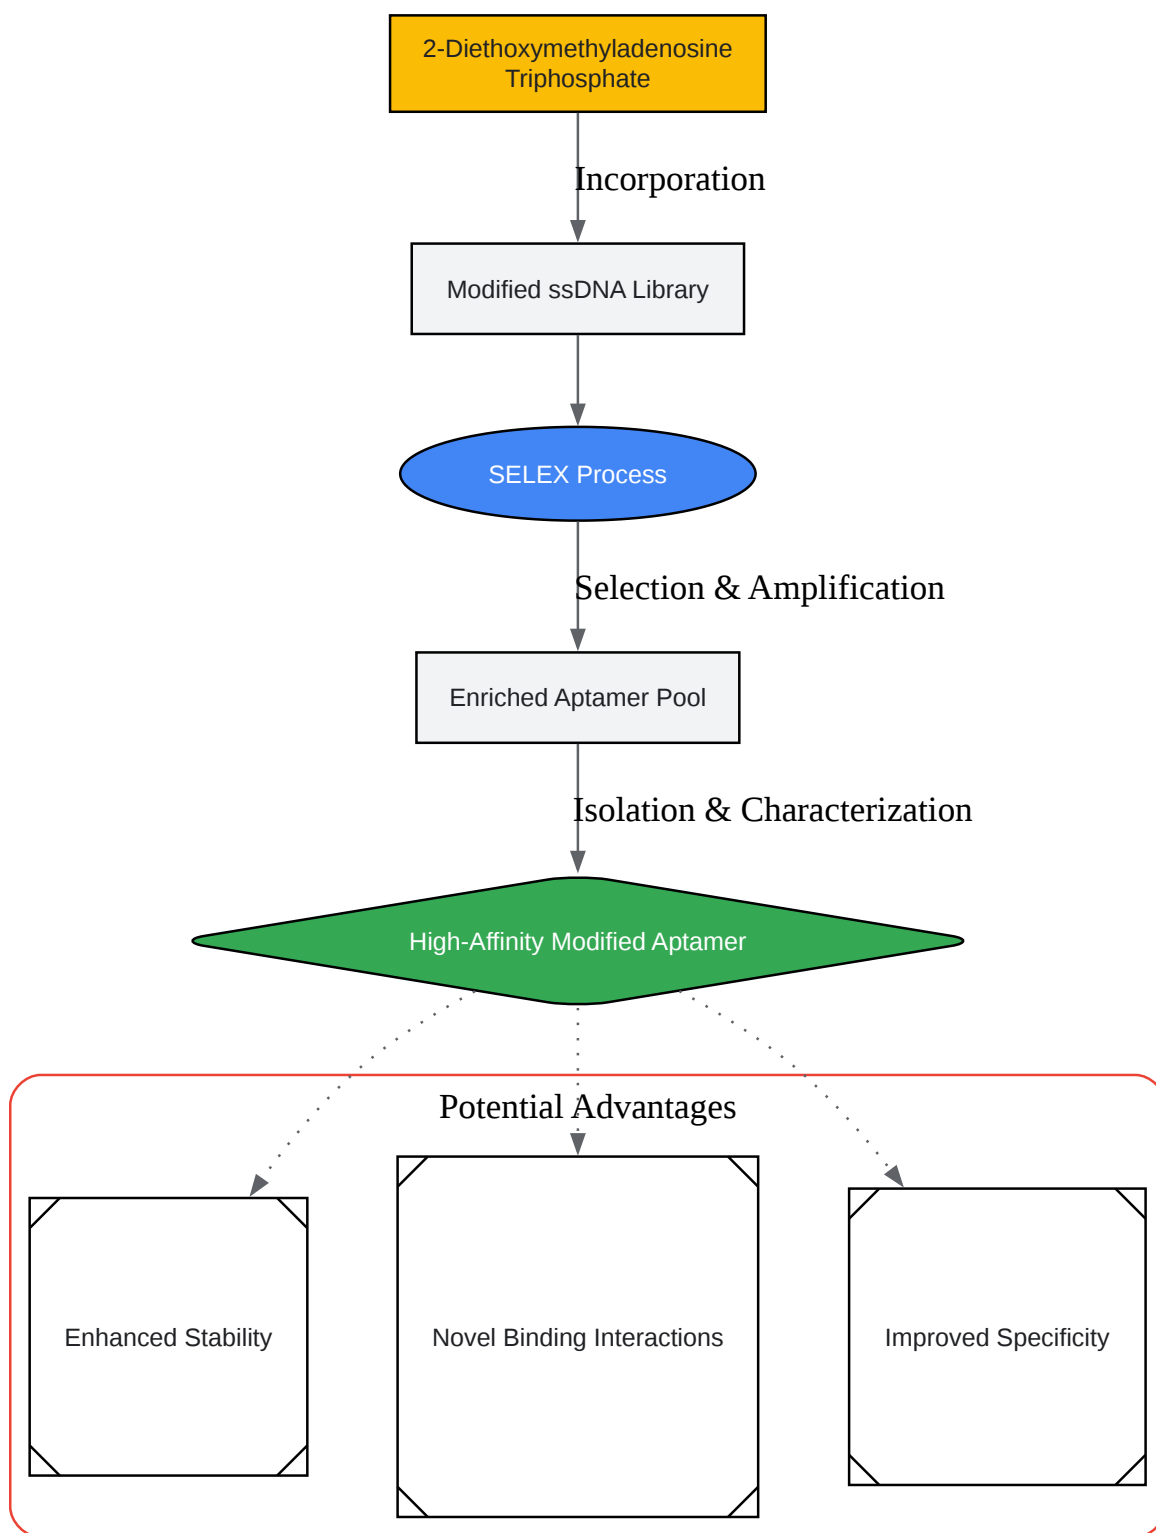 2-Diethoxymethyladenosine
Triphosphate
Incorporation
Modified ssDNA Library
SELEX Process
Selection & Amplification
Enriched Aptamer Pool
Isolation & Characterization
High-Affinity Modified Aptamer
Potential Advantages
Enhanced Stability
Novel Binding Interactions
Improved Specificity